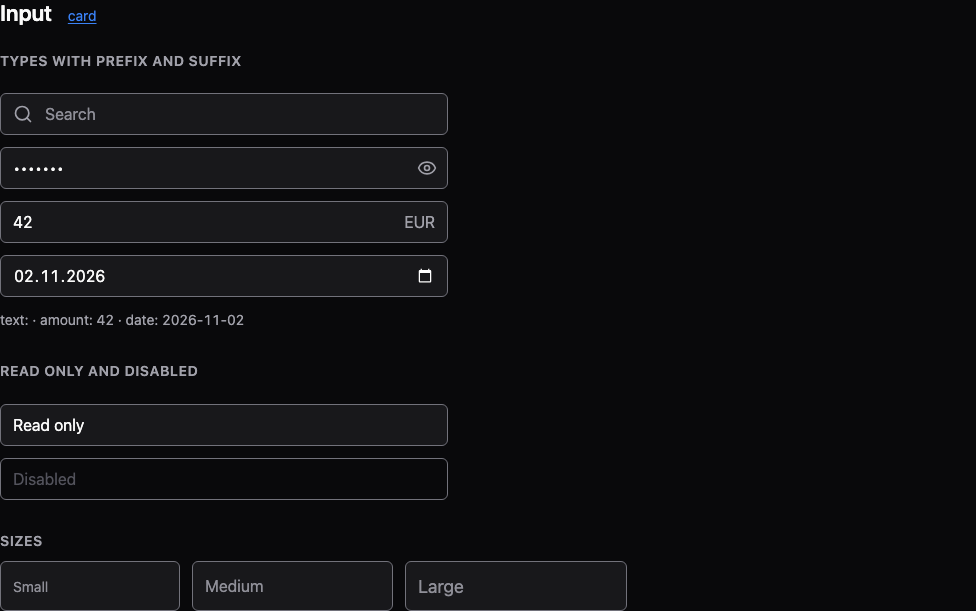 Input card
TYPES WITH PREFIX AND SUFFIX
Search
•••••••
42 EUR
02.11.2026
text: · amount: 42 · date: 2026-11-02
READ ONLY AND DISABLED
Read only
Disabled
SIZES
Small Medium Large